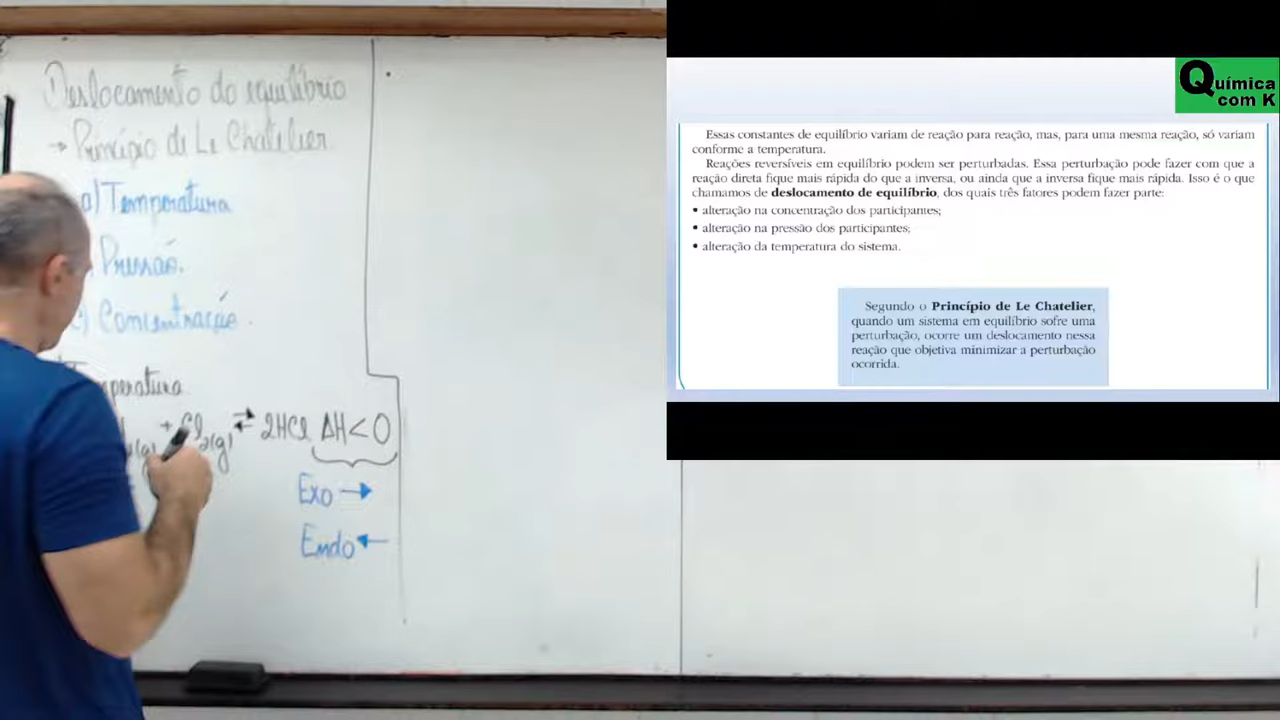 Deslocamento do equilíbrio
→ Princípio de Le Chatelier
a) Temperatura
Pressão.
c) Concentração.
Temperatura
(g) + Cl2(g) ⇄ 2HCl ΔH < 0
Exo →
Endo ←
Química
com K
Essas constantes de equilíbrio variam de reação para reação, mas, para uma mesma reação, só variam
conforme a temperatura.
Reações reversíveis em equilíbrio podem ser perturbadas. Essa perturbação pode fazer com que a
reação direta fique mais rápida do que a inversa, ou ainda que a inversa fique mais rápida. Isso é o que
chamamos de deslocamento de equilíbrio, dos quais três fatores podem fazer parte:
• alteração na concentração dos participantes;
• alteração na pressão dos participantes;
• alteração da temperatura do sistema.
Segundo o Princípio de Le Chatelier,
quando um sistema em equilíbrio sofre uma
perturbação, ocorre um deslocamento nessa
reação que objetiva minimizar a perturbação
ocorrida.